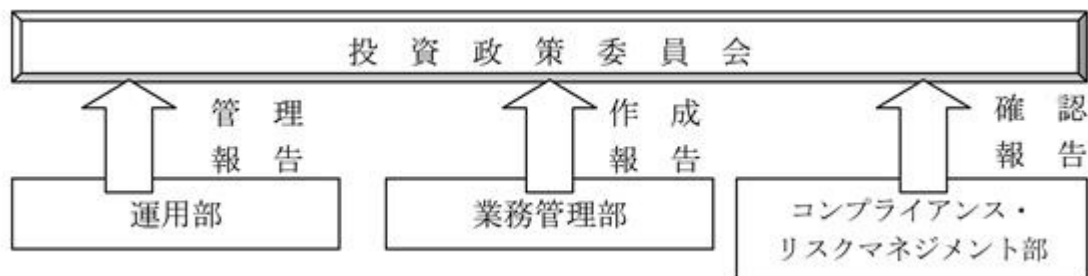 投資政策委員会
管理
報告
作成
報告
確認
報告
運用部
業務管理部
コンプライアンス・
リスクマネジメント部